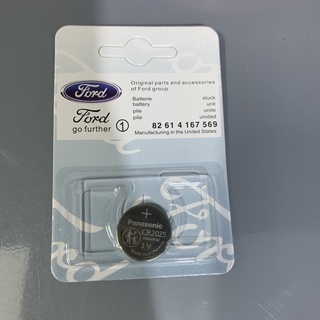 Ford
Original parts and accessories
of Ford group
Batterie stuck
battery unit
pile unite
pila unidad
Ford
go further
1 82 61 4 167 569
Manufacturing in the United States
+
Panasonic
CR2025
3V